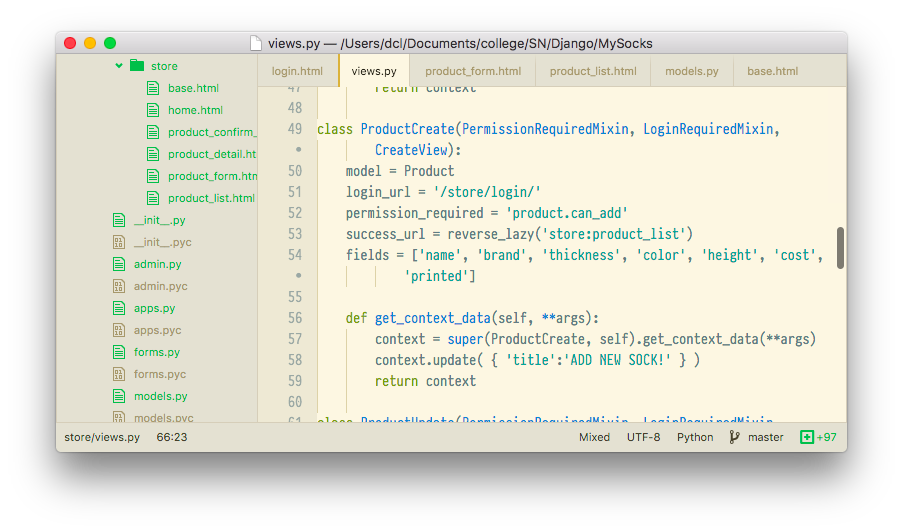 views.py — /Users/dcl/Documents/college/SN/Django/MySocks
store
base.html
home.html
product_confirm_
product_detail.ht
product_form.htm
product_list.html
__init__.py
__init__.pyc
admin.py
admin.pyc
apps.py
apps.pyc
forms.py
forms.pyc
models.py
models.pyc
login.html views.py product_form.html product_list.html models.py base.html
47 return context
48
49 class ProductCreate(PermissionRequiredMixin, LoginRequiredMixin,
• CreateView):
50 model = Product
51 login_url = '/store/login/'
52 permission_required = 'product.can_add'
53 success_url = reverse_lazy('store:product_list')
54 fields = ['name', 'brand', 'thickness', 'color', 'height', 'cost',
• 'printed']
55
56 def get_context_data(self, **args):
57 context = super(ProductCreate, self).get_context_data(**args)
58 context.update( { 'title':'ADD NEW SOCK!' } )
59 return context
60
61 class ProductUpdate(PermissionRequiredMixin, LoginRequiredMixin,
store/views.py 66:23 Mixed UTF-8 Python master +97